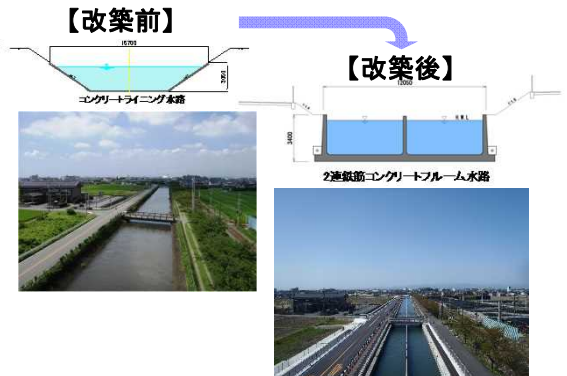 【改築前】
15700
コンクリートライニング水路
【改築後】
12050
H.W.L
3400
2連鉄筋コンクリートフルーム水路